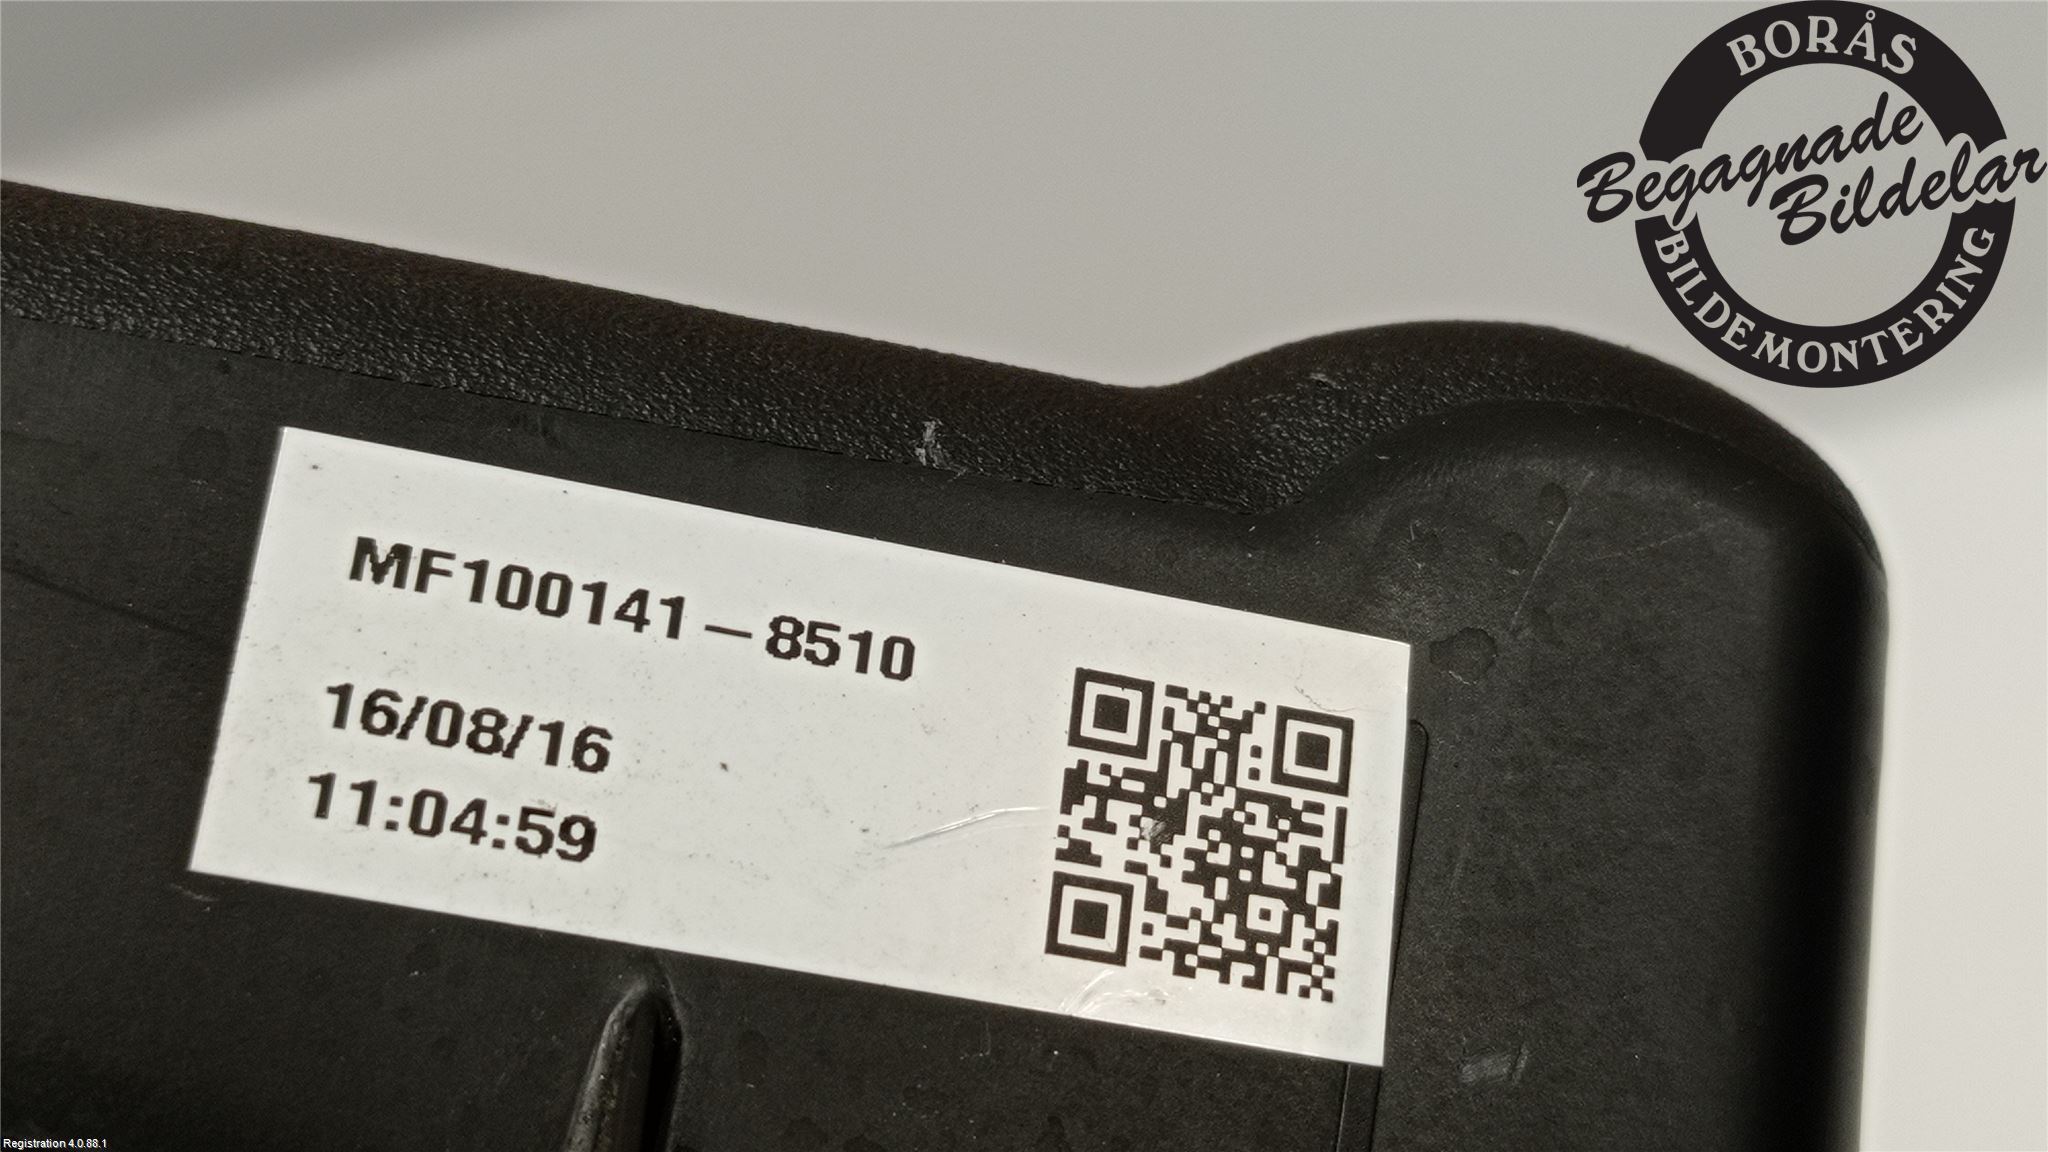 BORÅS
Begagnade
Bildelar
BILDEMONTERING
MF100141-8510
16/08/16
11:04:59
Registration 4.0.88.1